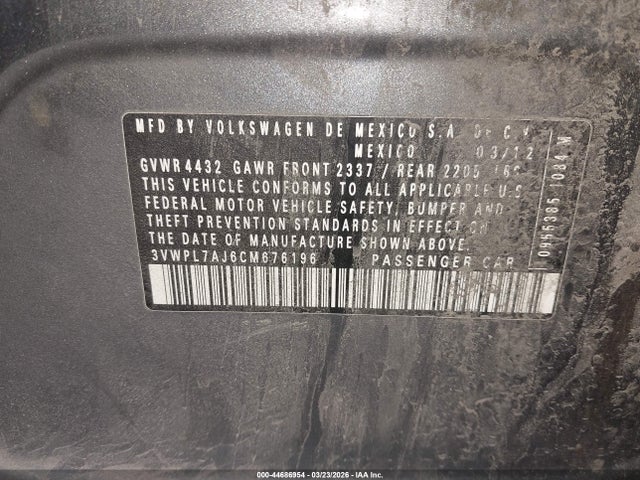 MFD BY VOLKSWAGEN DE MEXICO S.A. DE C.V
MEXICO 03/12
GVWR 4432 GAWR FRONT 2337 / REAR 2205
THIS VEHICLE CONFORMS TO ALL APPLICABLE U.S
FEDERAL MOTOR VEHICLE SAFETY, BUMPER AND
THEFT PREVENTION STANDARDS IN EFFECT ON
THE DATE OF MANUFACTURE SHOWN ABOVE.
3VWPL7AJ6CM676196 PASSENGER CAR
1084 W
000-44686954 | 03/23/2026 | IAA Inc.